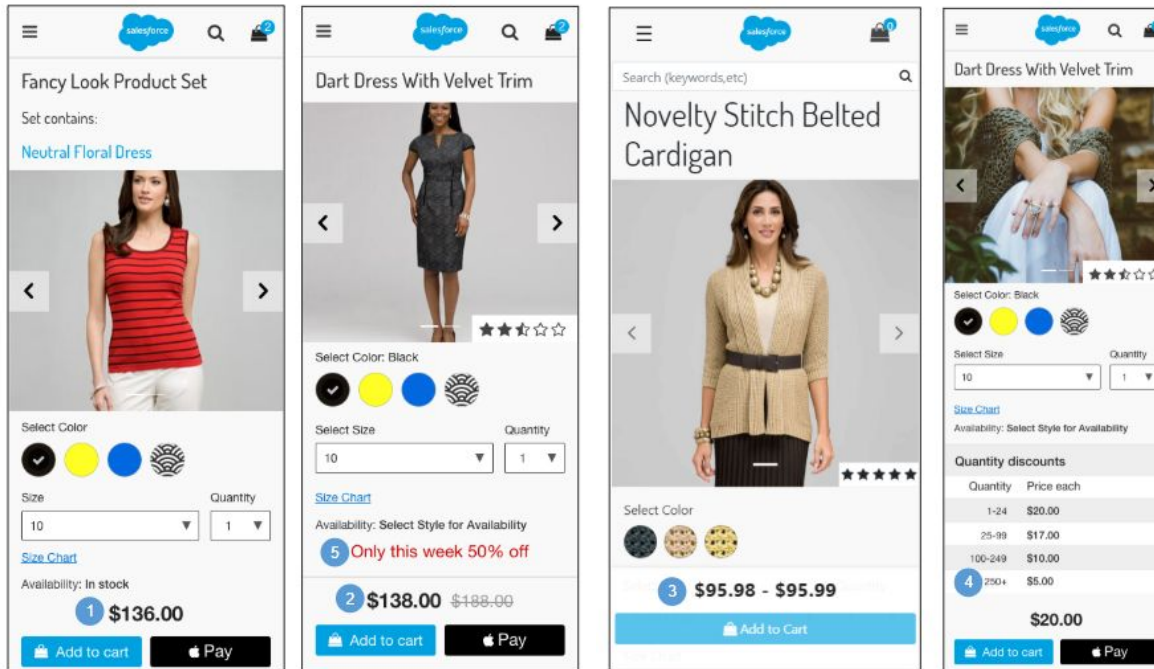 salesforce
2
Fancy Look Product Set
Set contains:
Neutral Floral Dress
Select Color
Size
Quantity
10
1
Size Chart
Availability: In stock
1 $136.00
Add to cart
Pay
salesforce
2
Dart Dress With Velvet Trim
Select Color: Black
Select Size
Quantity
10
1
Size Chart
Availability: Select Style for Availability
5 Only this week 50% off
2 $138.00 $188.00
Add to cart
Pay
salesforce
0
Search (keywords,etc)
Novelty Stitch Belted
Cardigan
Select Color
3 $95.98 - $95.99
Add to Cart
salesforce
Dart Dress With Velvet Trim
Select Color: Black
Select Size
Quantity
10
1
Size Chart
Availability: Select Style for Availability
Quantity discounts
Quantity Price each
1-24 $20.00
25-99 $17.00
100-249 $10.00
4 250+ $5.00
$20.00
Add to cart
Pay